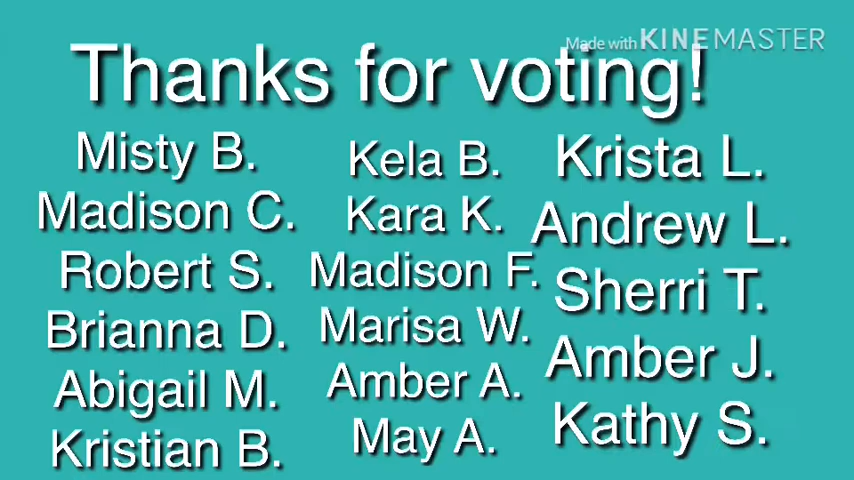 Made with KINEMASTER
Thanks for voting!
Misty B.
Madison C.
Robert S.
Brianna D.
Abigail M.
Kristian B.
Kela B.
Kara K.
Madison F.
Marisa W.
Amber A.
May A.
Krista L.
Andrew L.
Sherri T.
Amber J.
Kathy S.